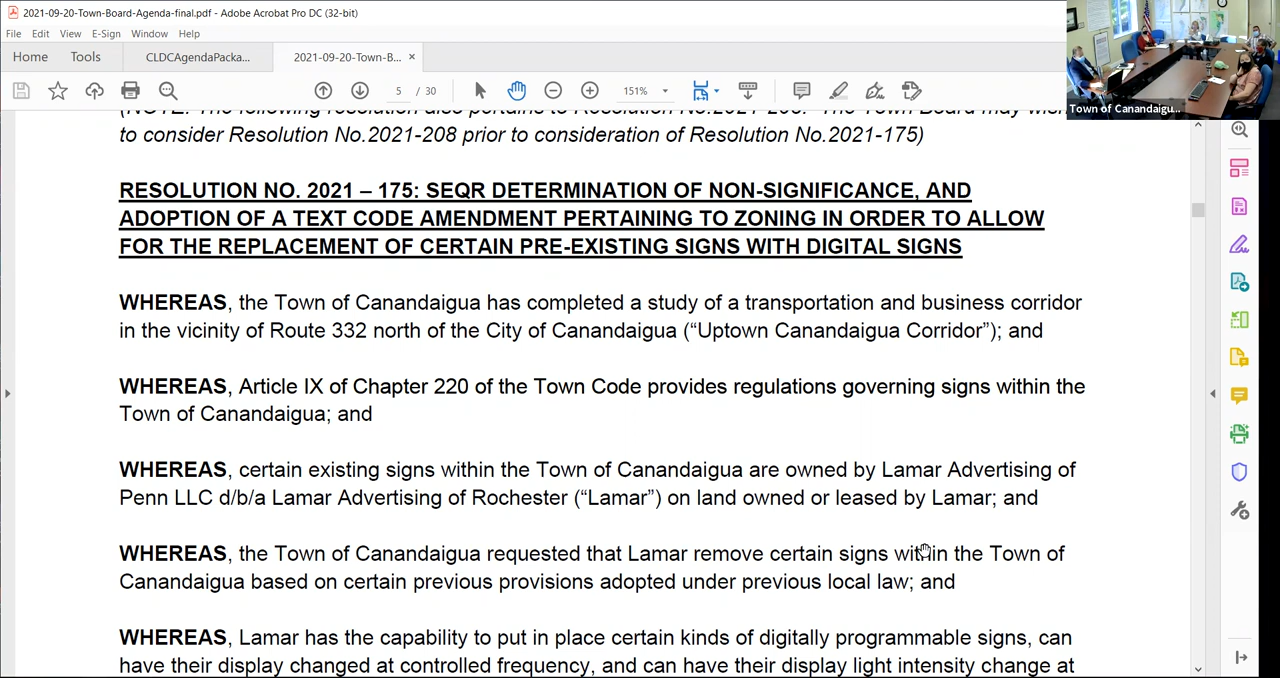 2021-09-20-Town-Board-Agenda-final.pdf - Adobe Acrobat Pro DC (32-bit)
File Edit View E-Sign Window Help
Home Tools CLDCAgendaPacka... 2021-09-20-Town-B... ×
5 / 30 151%
Town of Canandaigu...
to consider Resolution No.2021-208 prior to consideration of Resolution No.2021-175)
RESOLUTION NO. 2021 – 175: SEQR DETERMINATION OF NON-SIGNIFICANCE, AND
ADOPTION OF A TEXT CODE AMENDMENT PERTAINING TO ZONING IN ORDER TO ALLOW
FOR THE REPLACEMENT OF CERTAIN PRE-EXISTING SIGNS WITH DIGITAL SIGNS
WHEREAS, the Town of Canandaigua has completed a study of a transportation and business corridor
in the vicinity of Route 332 north of the City of Canandaigua (“Uptown Canandaigua Corridor”); and
WHEREAS, Article IX of Chapter 220 of the Town Code provides regulations governing signs within the
Town of Canandaigua; and
WHEREAS, certain existing signs within the Town of Canandaigua are owned by Lamar Advertising of
Penn LLC d/b/a Lamar Advertising of Rochester (“Lamar”) on land owned or leased by Lamar; and
WHEREAS, the Town of Canandaigua requested that Lamar remove certain signs within the Town of
Canandaigua based on certain previous provisions adopted under previous local law; and
WHEREAS, Lamar has the capability to put in place certain kinds of digitally programmable signs, can
have their display changed at controlled frequency, and can have their display light intensity change at